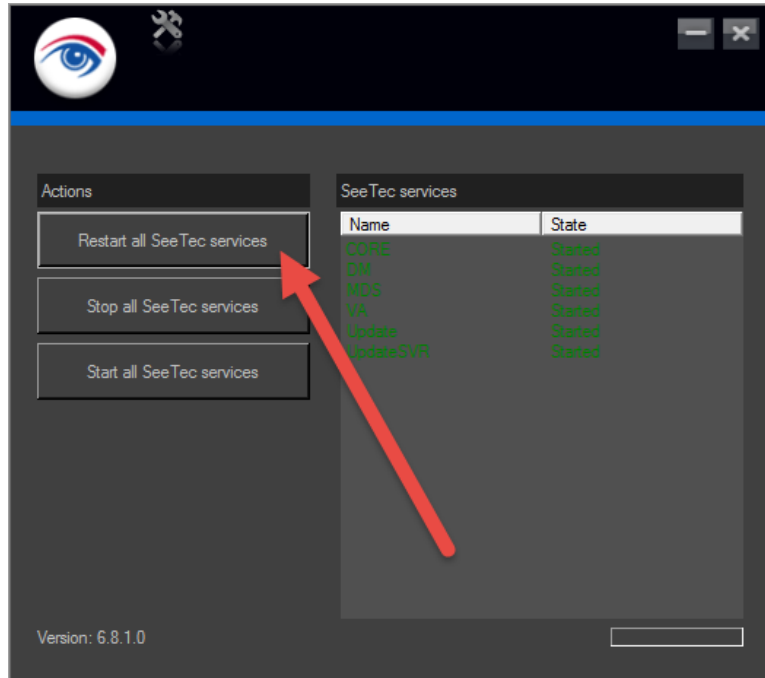 Actions
Restart all SeeTec services
Stop all SeeTec services
Start all SeeTec services
SeeTec services
Name State
CORE Started
DM Started
MDS Started
VA Started
Update Started
UpdateSVR Started
Version: 6.8.1.0